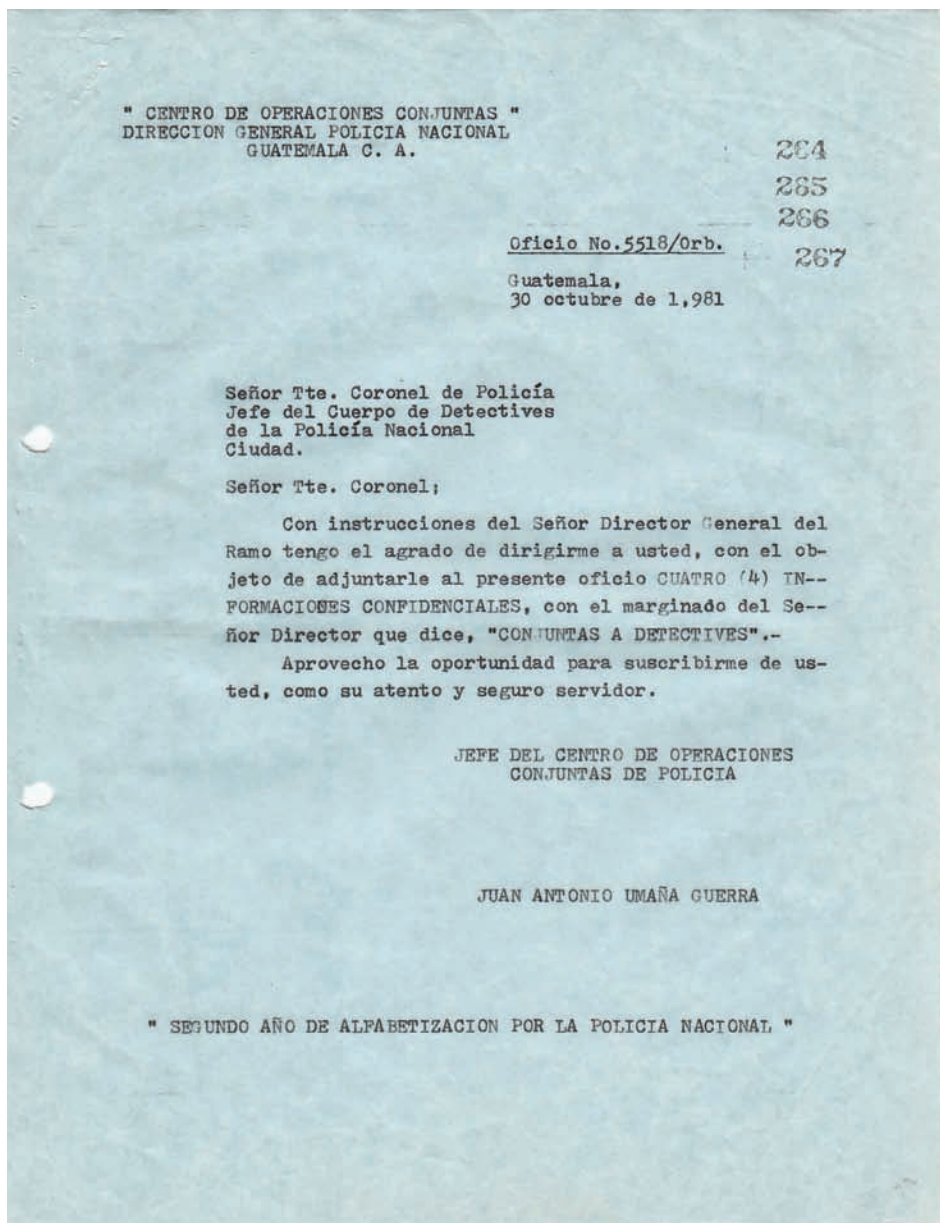 " CENTRO DE OPERACIONES CONJUNTAS "
DIRECCION GENERAL POLICIA NACIONAL
GUATEMALA C. A.
264
265
266
267
Oficio No.5518/Orb.
Guatemala,
30 octubre de 1,981
Señor Tte. Coronel de Policía
Jefe del Cuerpo de Detectives
de la Policía Nacional
Ciudad.
Señor Tte. Coronel;
Con instrucciones del Señor Director General del
Ramo tengo el agrado de dirigirme a usted, con el ob-
jeto de adjuntarle al presente oficio CUATRO (4) IN--
FORMACIONES CONFIDENCIALES, con el marginado del Se--
ñor Director que dice, "CONJUNTAS A DETECTIVES".-
Aprovecho la oportunidad para suscribirme de us-
ted, como su atento y seguro servidor.
JEFE DEL CENTRO DE OPERACIONES
CONJUNTAS DE POLICIA
JUAN ANTONIO UMAÑA GUERRA
" SEGUNDO AÑO DE ALFABETIZACION POR LA POLICIA NACIONAL "